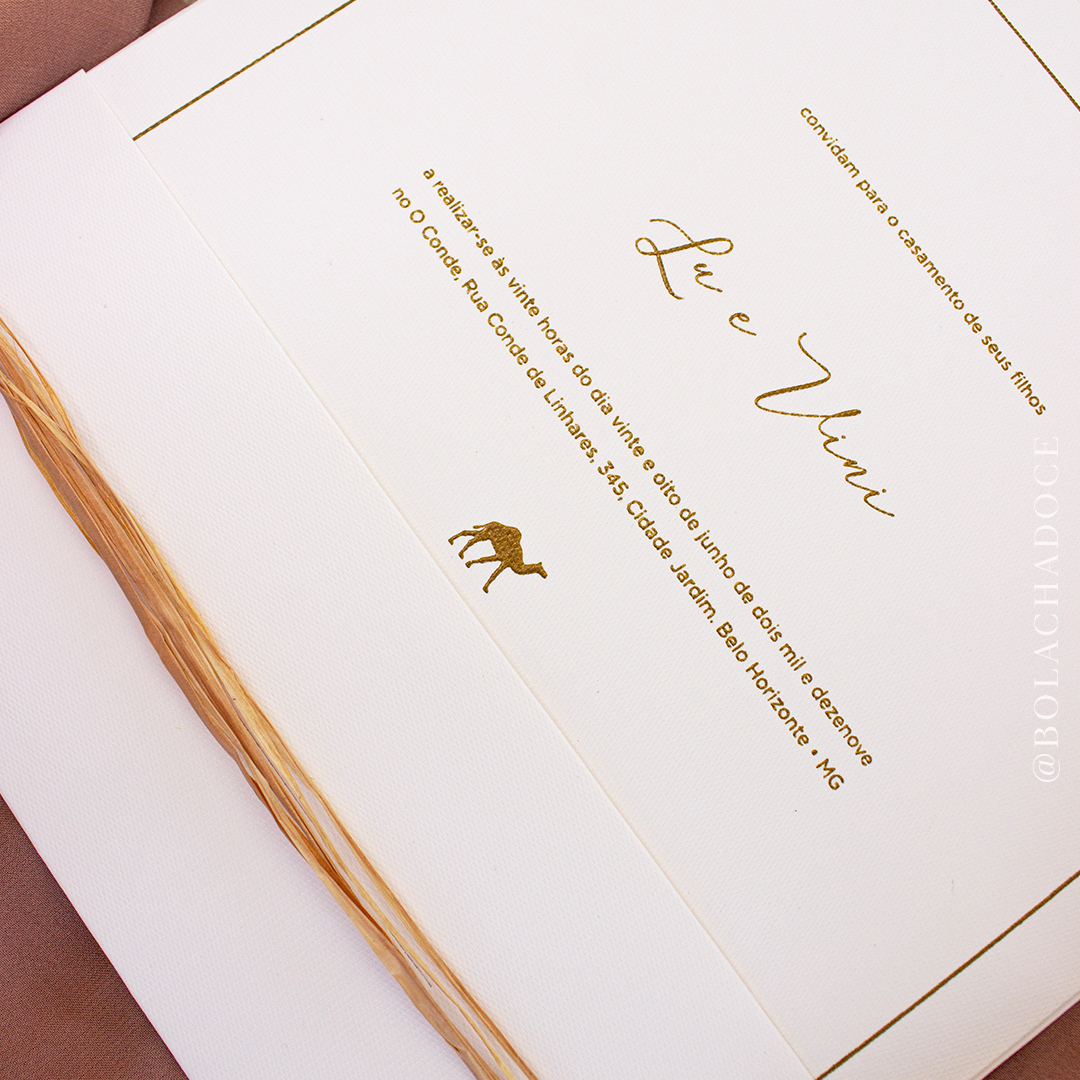 convidam para o casamento de seus filhos
Lu e Vini
a realizar-se às vinte horas do dia vinte e oito de junho de dois mil e dezenove
no O Conde, Rua Conde de Linhares, 345, Cidade Jardim. Belo Horizonte • MG
@BOLACHADOCE